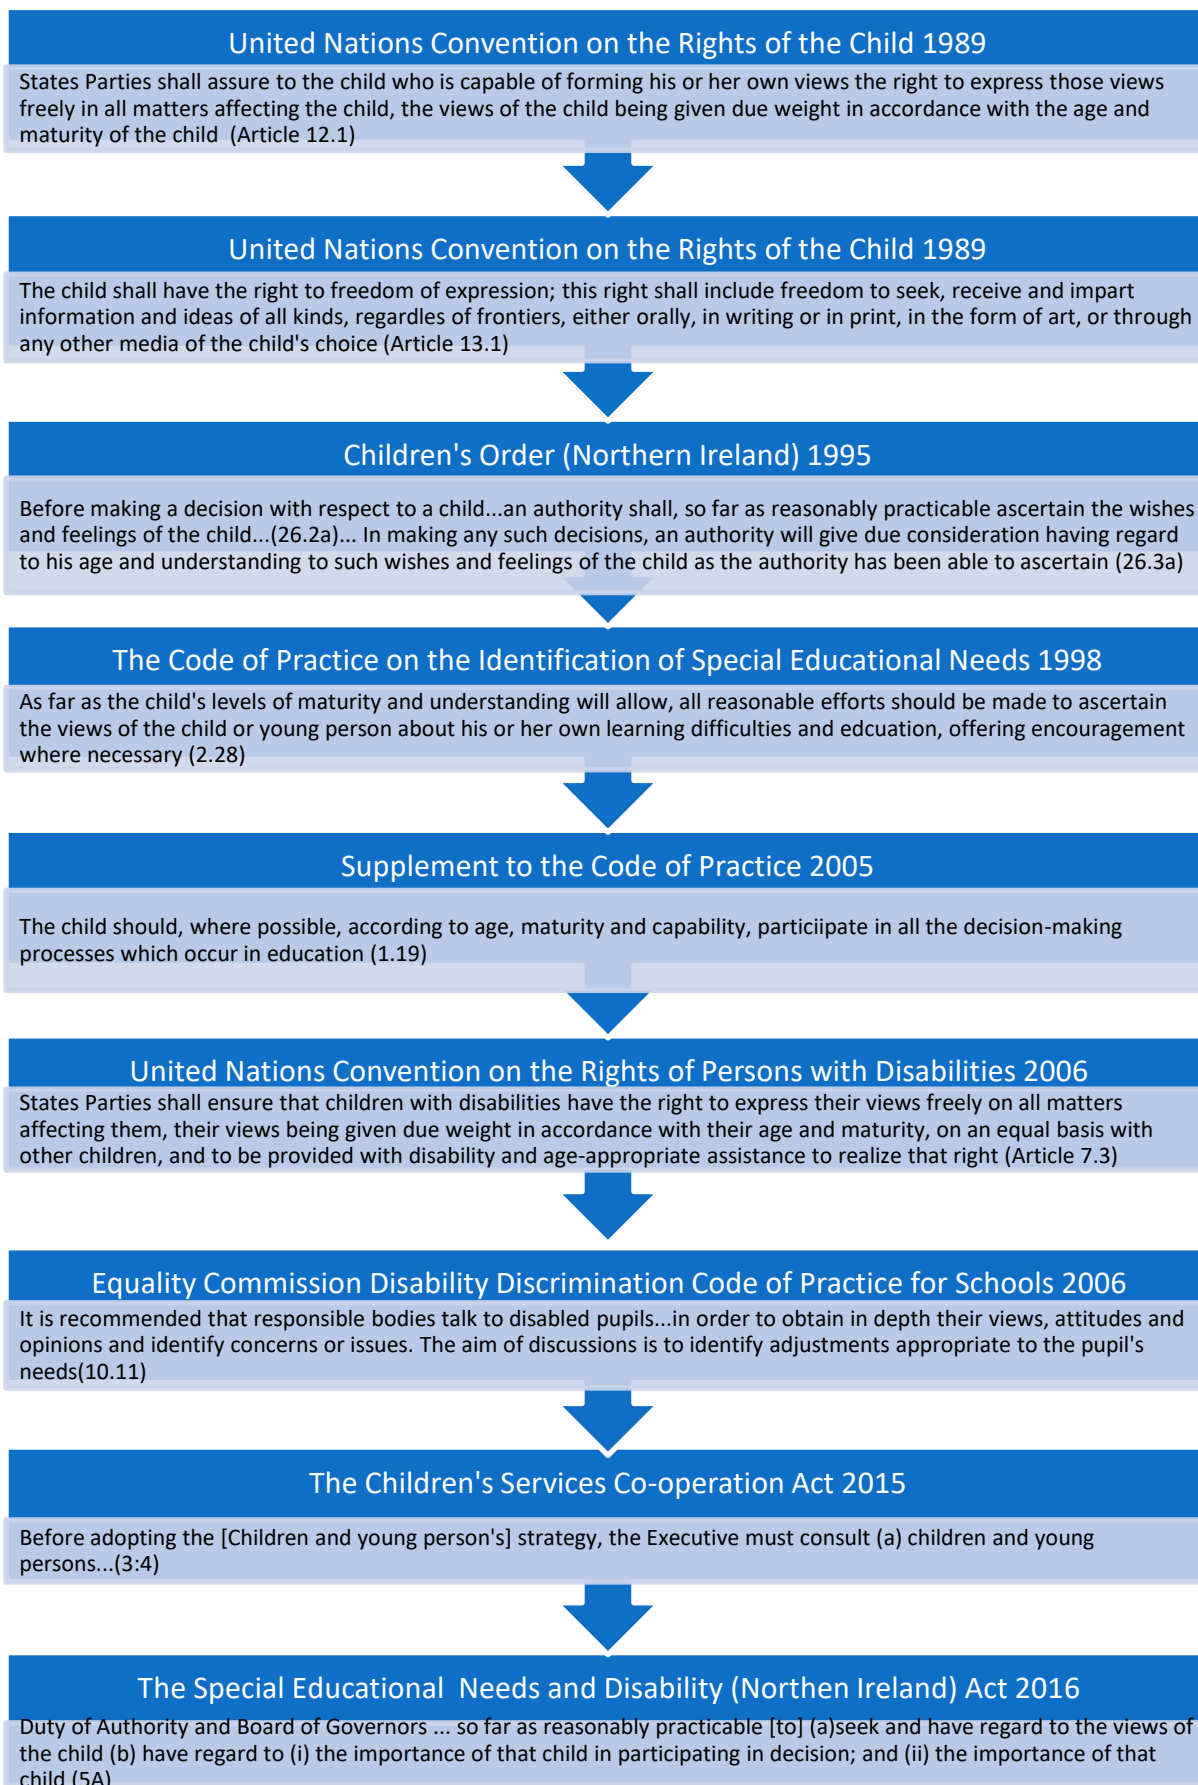 United Nations Convention on the Rights of the Child 1989
States Parties shall assure to the child who is capable of forming his or her own views the right to express those views
freely in all matters affecting the child, the views of the child being given due weight in accordance with the age and
maturity of the child  (Article 12.1)
United Nations Convention on the Rights of the Child 1989
The child shall have the right to freedom of expression; this right shall include freedom to seek, receive and impart
information and ideas of all kinds, regardles of frontiers, either orally, in writing or in print, in the form of art, or through
any other media of the child's choice (Article 13.1)
Children's Order (Northern Ireland) 1995
Before making a decision with respect to a child...an authority shall, so far as reasonably practicable ascertain the wishes
and feelings of the child...(26.2a)... In making any such decisions, an authority will give due consideration having regard
to his age and understanding to such wishes and feelings of the child as the authority has been able to ascertain (26.3a)
The Code of Practice on the Identification of Special Educational Needs 1998
As far as the child's levels of maturity and understanding will allow, all reasonable efforts should be made to ascertain
the views of the child or young person about his or her own learning difficulties and edcuation, offering encouragement
where necessary (2.28)
Supplement to the Code of Practice 2005
The child should, where possible, according to age, maturity and capability, particiipate in all the decision-making
processes which occur in education (1.19)
United Nations Convention on the Rights of Persons with Disabilities 2006
States Parties shall ensure that children with disabilities have the right to express their views freely on all matters
affecting them, their views being given due weight in accordance with their age and maturity, on an equal basis with
other children, and to be provided with disability and age-appropriate assistance to realize that right (Article 7.3)
Equality Commission Disability Discrimination Code of Practice for Schools 2006
It is recommended that responsible bodies talk to disabled pupils...in order to obtain in depth their views, attitudes and
opinions and identify concerns or issues. The aim of discussions is to identify adjustments appropriate to the pupil's
needs(10.11)
The Children's Services Co-operation Act 2015
Before adopting the [Children and young person's] strategy, the Executive must consult (a) children and young
persons...(3:4)
The Special Educational  Needs and Disability (Northen Ireland) Act 2016
Duty of Authority and Board of Governors ... so far as reasonably practicable [to] (a)seek and have regard to the views of
the child (b) have regard to (i) the importance of that child in participating in decision; and (ii) the importance of that
child (5A)